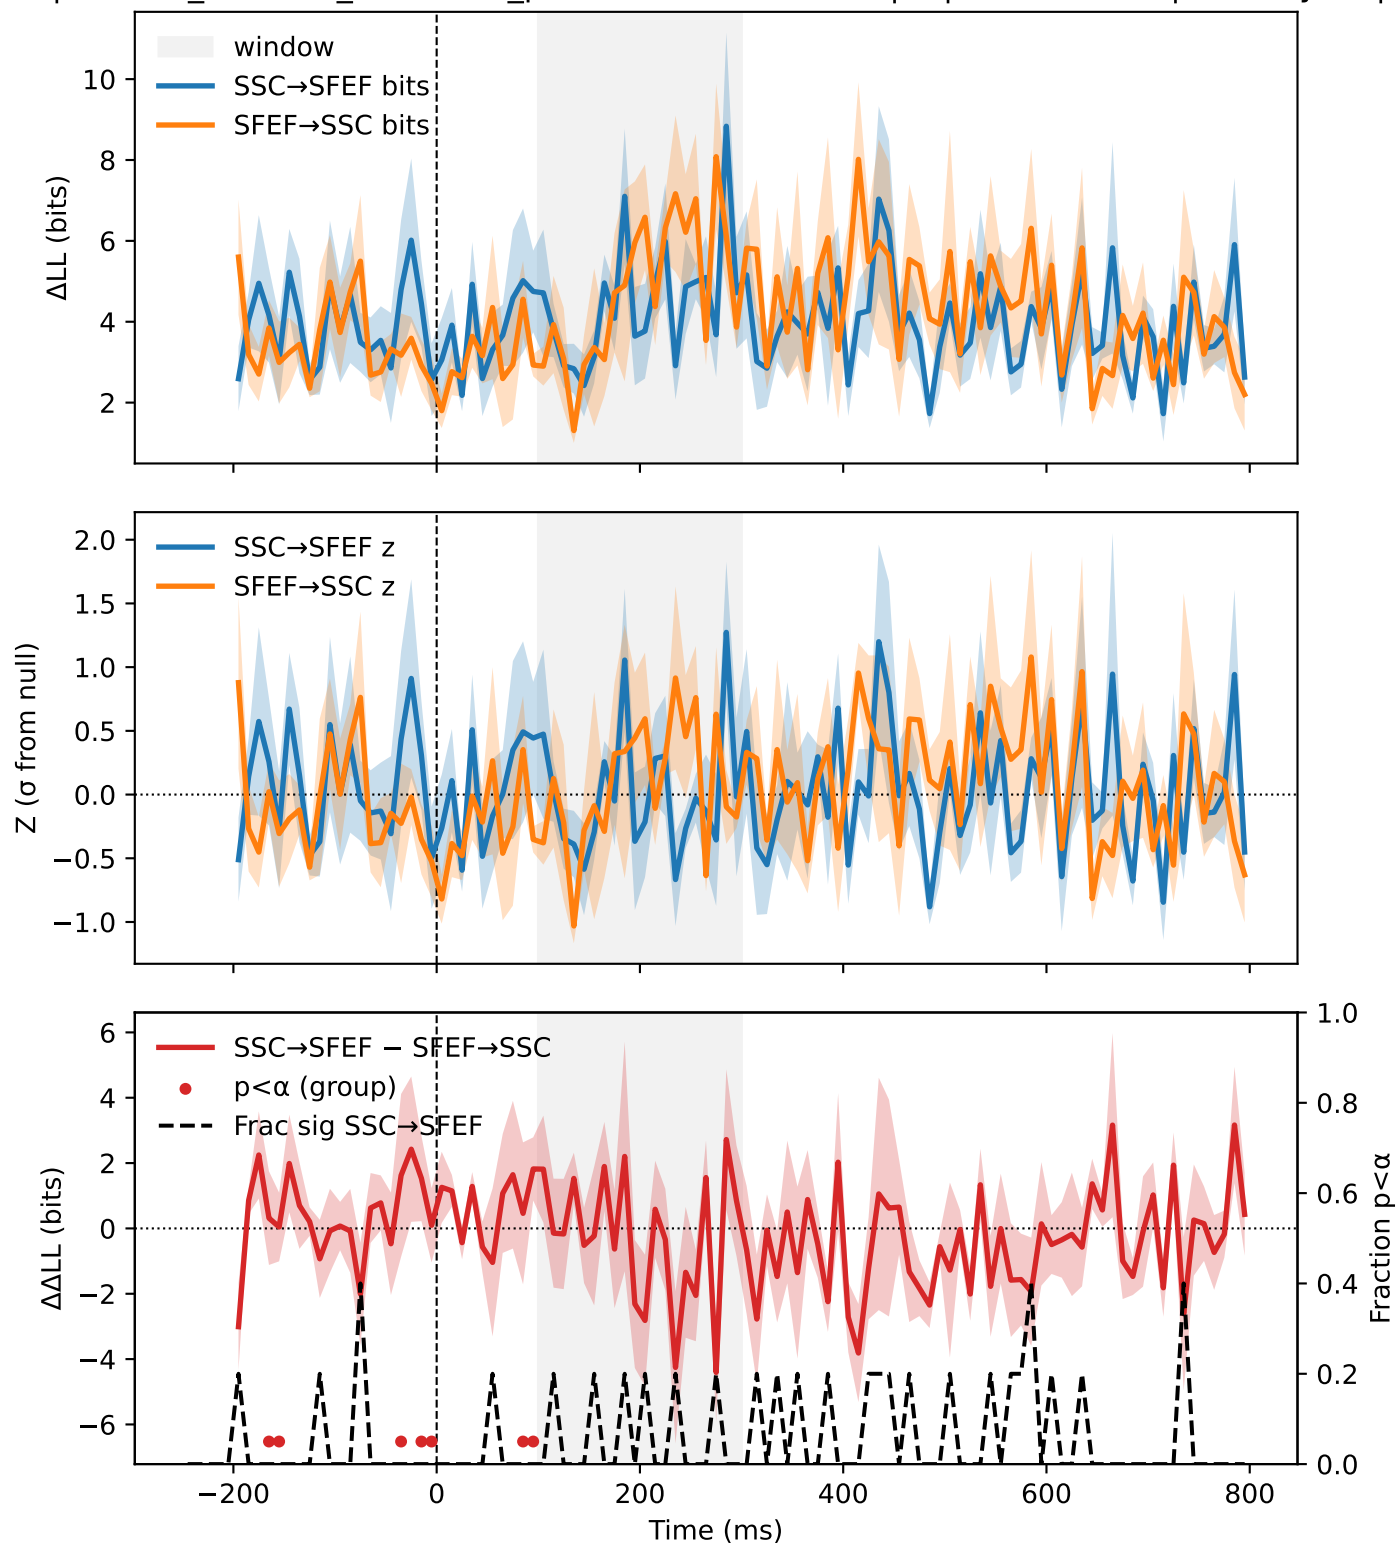 window
SSC→SFEF bits
SFEF→SSC bits
ΔLL (bits)
10
8
6
4
2
SSC→SFEF z
SFEF→SSC z
Z (σ from null)
2.0
1.5
1.0
0.5
0.0
−0.5
−1.0
SSC→SFEF − SFEF→SSC
p<α (group)
Frac sig SSC→SFEF
ΔΔLL (bits)
6
4
2
0
−2
−4
−6
1.0
0.8
0.6
0.4
0.2
0.0
Fraction p<α
−200
0
200
400
600
800
Time (ms)